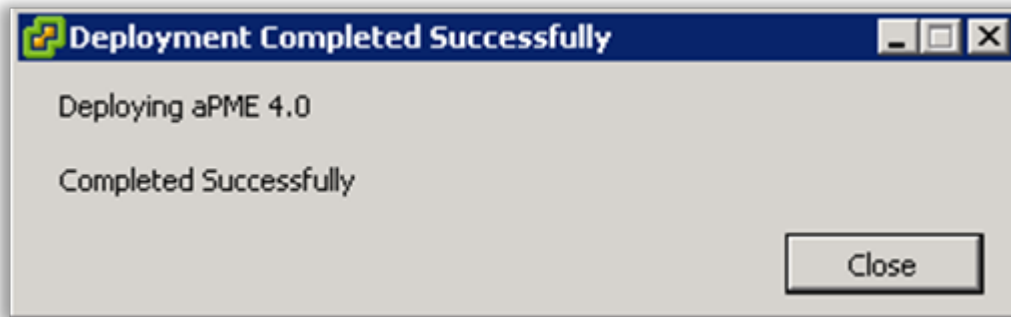 Deployment Completed Successfully
Deploying aPME 4.0
Completed Successfully
Close